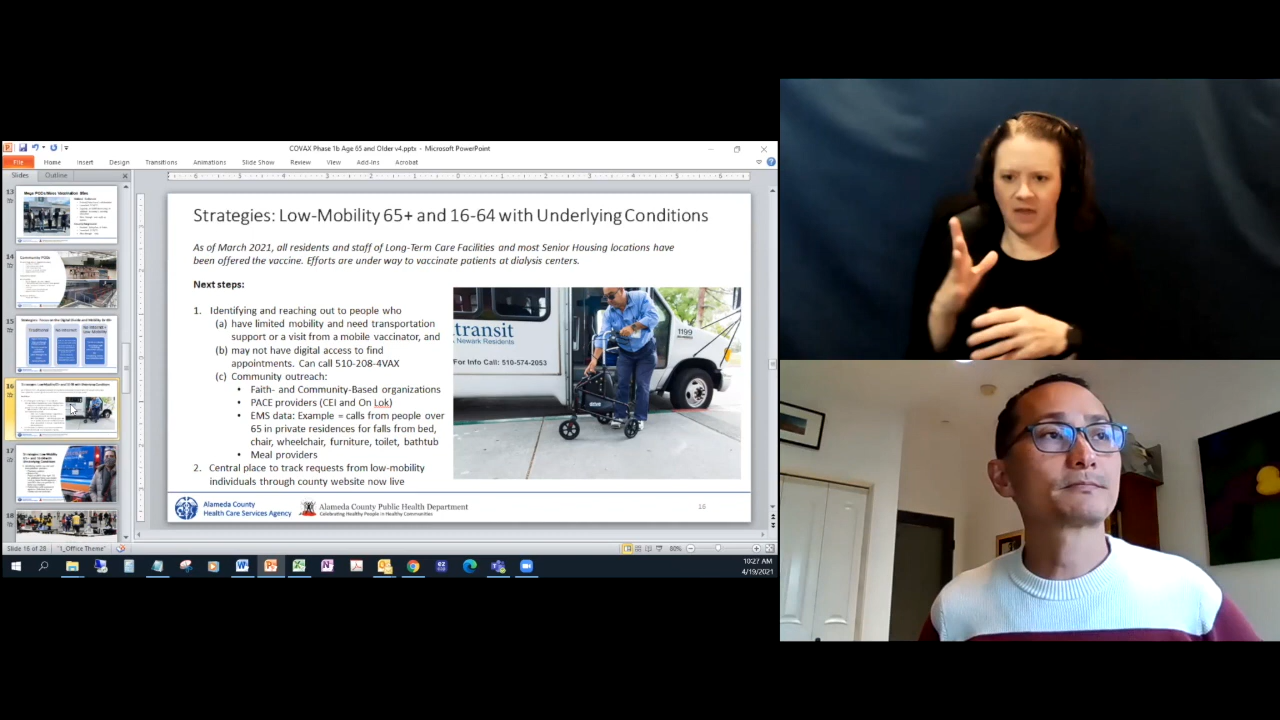 COVAX Phase 1b Age 65 and Older v4.pptx - Microsoft PowerPoint
File Home Insert Design Transitions Animations Slide Show Review View Add-Ins Acrobat
Slides Outline
13
14
15
16
17
18
Strategies: Low-Mobility 65+ and 16-64 with Underlying Conditions
As of March 2021, all residents and staff of Long-Term Care Facilities and most Senior Housing locations have
been offered the vaccine. Efforts are under way to vaccinate patients at dialysis centers.
Next steps:
1. Identifying and reaching out to people who
(a) have limited mobility and need transportation
support or a visit from a mobile vaccinator, and
(b) may not have digital access to find
appointments. Can call 510-208-4VAX
(c) Community outreach:
• Faith- and Community-Based organizations
• PACE providers (CEI and On Lok)
• EMS data: Example = calls from people over
65 in private residences for falls from bed,
chair, wheelchair, furniture, toilet, bathtub
• Meal providers
2. Central place to track requests from low-mobility
individuals through county website now live
transit
Newark Residents
For Info Call: 510-574-2053
1199
Alameda County
Health Care Services Agency
Alameda County Public Health Department
Celebrating Healthy People in Healthy Communities
16
Slide 16 of 28 "1_Office Theme" 80%
10:27 AM
4/19/2021